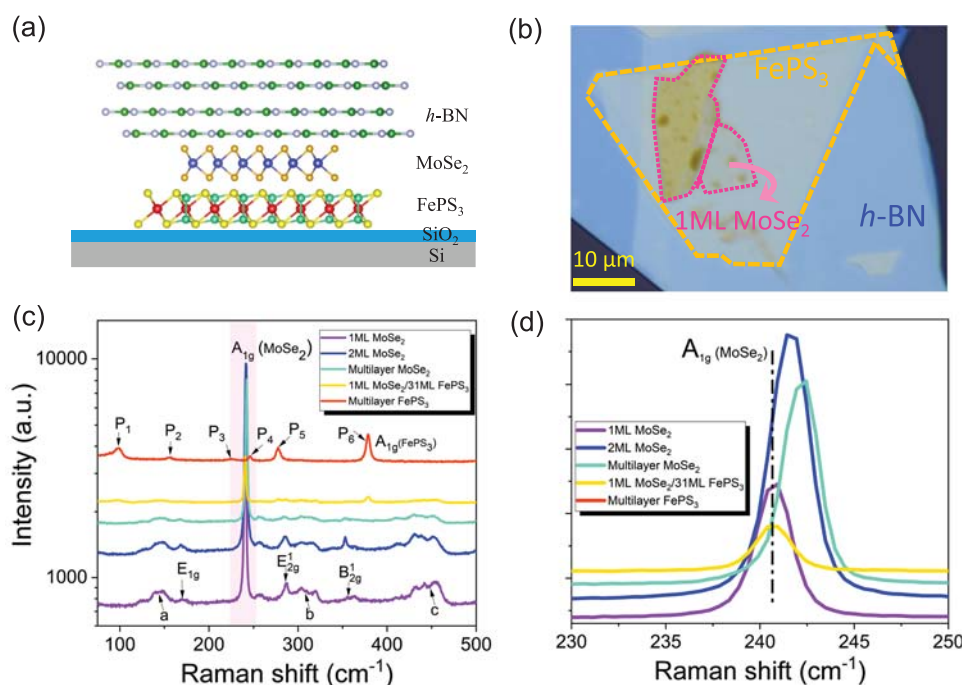 (a)
h-BN
MoSe₂
FePS₃
SiO₂
Si
(b)
FePS₃
1ML MoSe₂
h-BN
10 µm
(c)
Intensity (a.u.)
10000
1000
A₁g (MoSe₂)
1ML MoSe₂
2ML MoSe₂
Multilayer MoSe₂
1ML MoSe₂/31ML FePS₃
Multilayer FePS₃
P₁
P₂
P₃
P₄
P₅
P₆
A₁g(FePS₃)
E₁g
E¹₂g
B¹₂g
a
b
c
100 200 300 400 500
Raman shift (cm⁻¹)
(d)
A₁g (MoSe₂)
1ML MoSe₂
2ML MoSe₂
Multilayer MoSe₂
1ML MoSe₂/31ML FePS₃
Multilayer FePS₃
230 235 240 245 250
Raman shift (cm⁻¹)